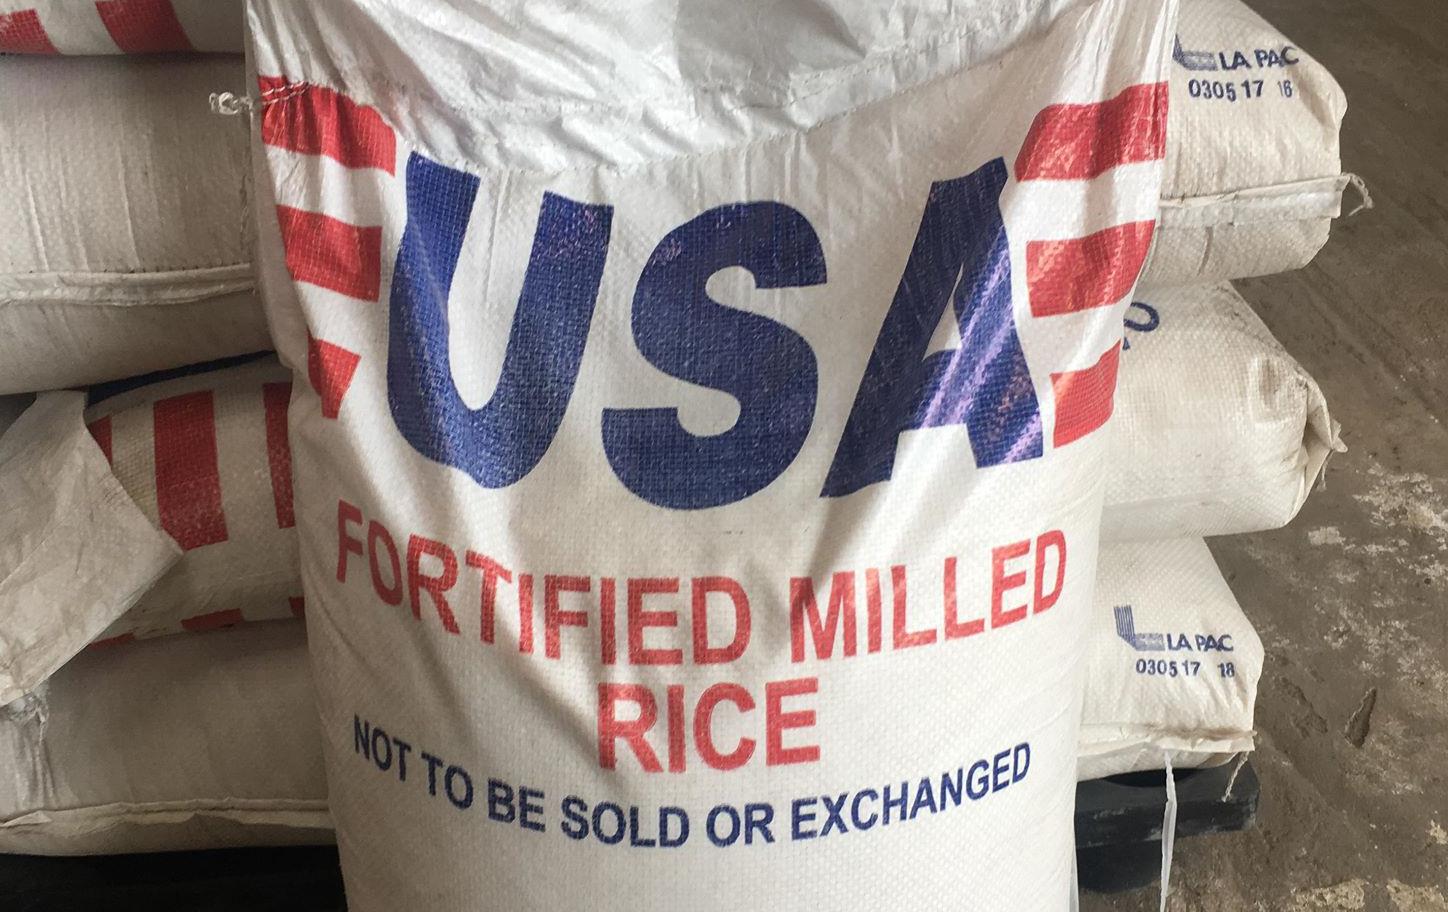 LA PAC
0305 17 18
USA
FORTIFIED MILLED
RICE
NOT TO BE SOLD OR EXCHANGED
LA PAC
0305 17 18